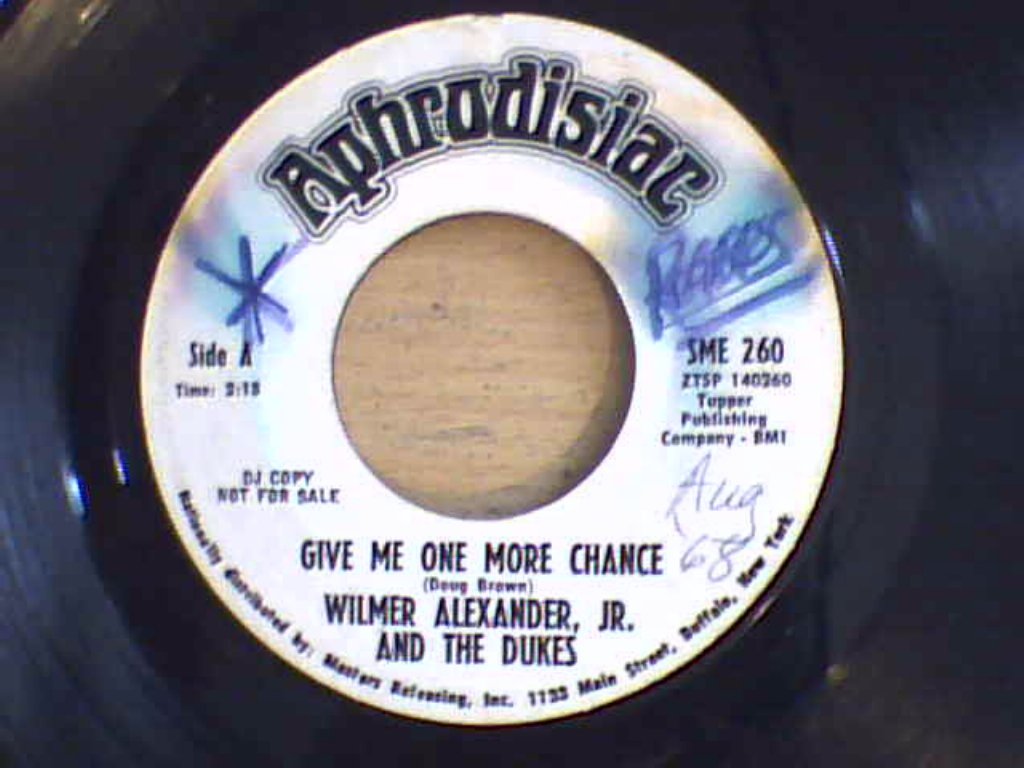 Aphrodisiac
Side A
Time: 2:18
SME 260
ZTSP 140260
Tupper
Publishing
Company - BMI
DJ COPY
NOT FOR SALE
Aug
68
GIVE ME ONE MORE CHANCE
(Doug Brown)
WILMER ALEXANDER, JR.
AND THE DUKES
Nationally distributed by: Masters Releasing, Inc. 1133 Main Street, Buffalo, New York